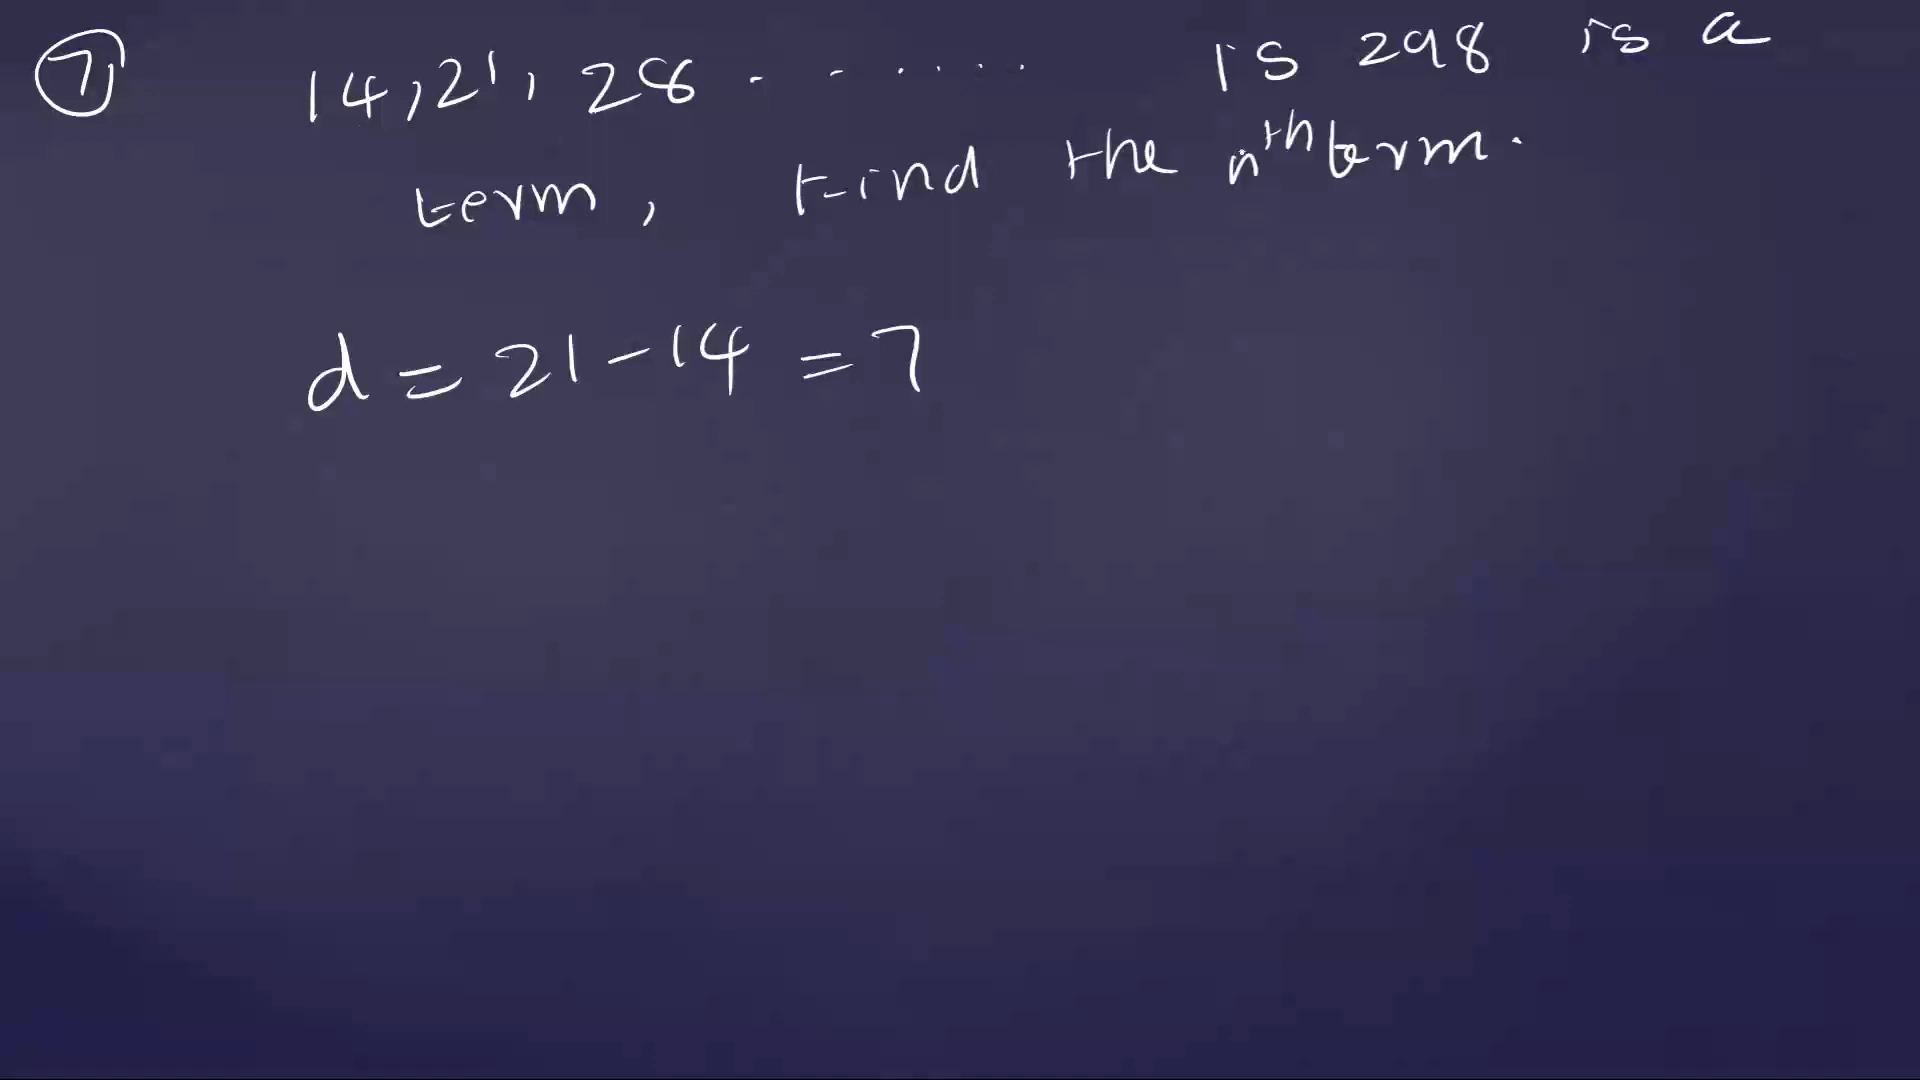 7 14, 21, 28 - - ...... is 298 is a
term, Find the nth term.
d = 21 - 14 = 7